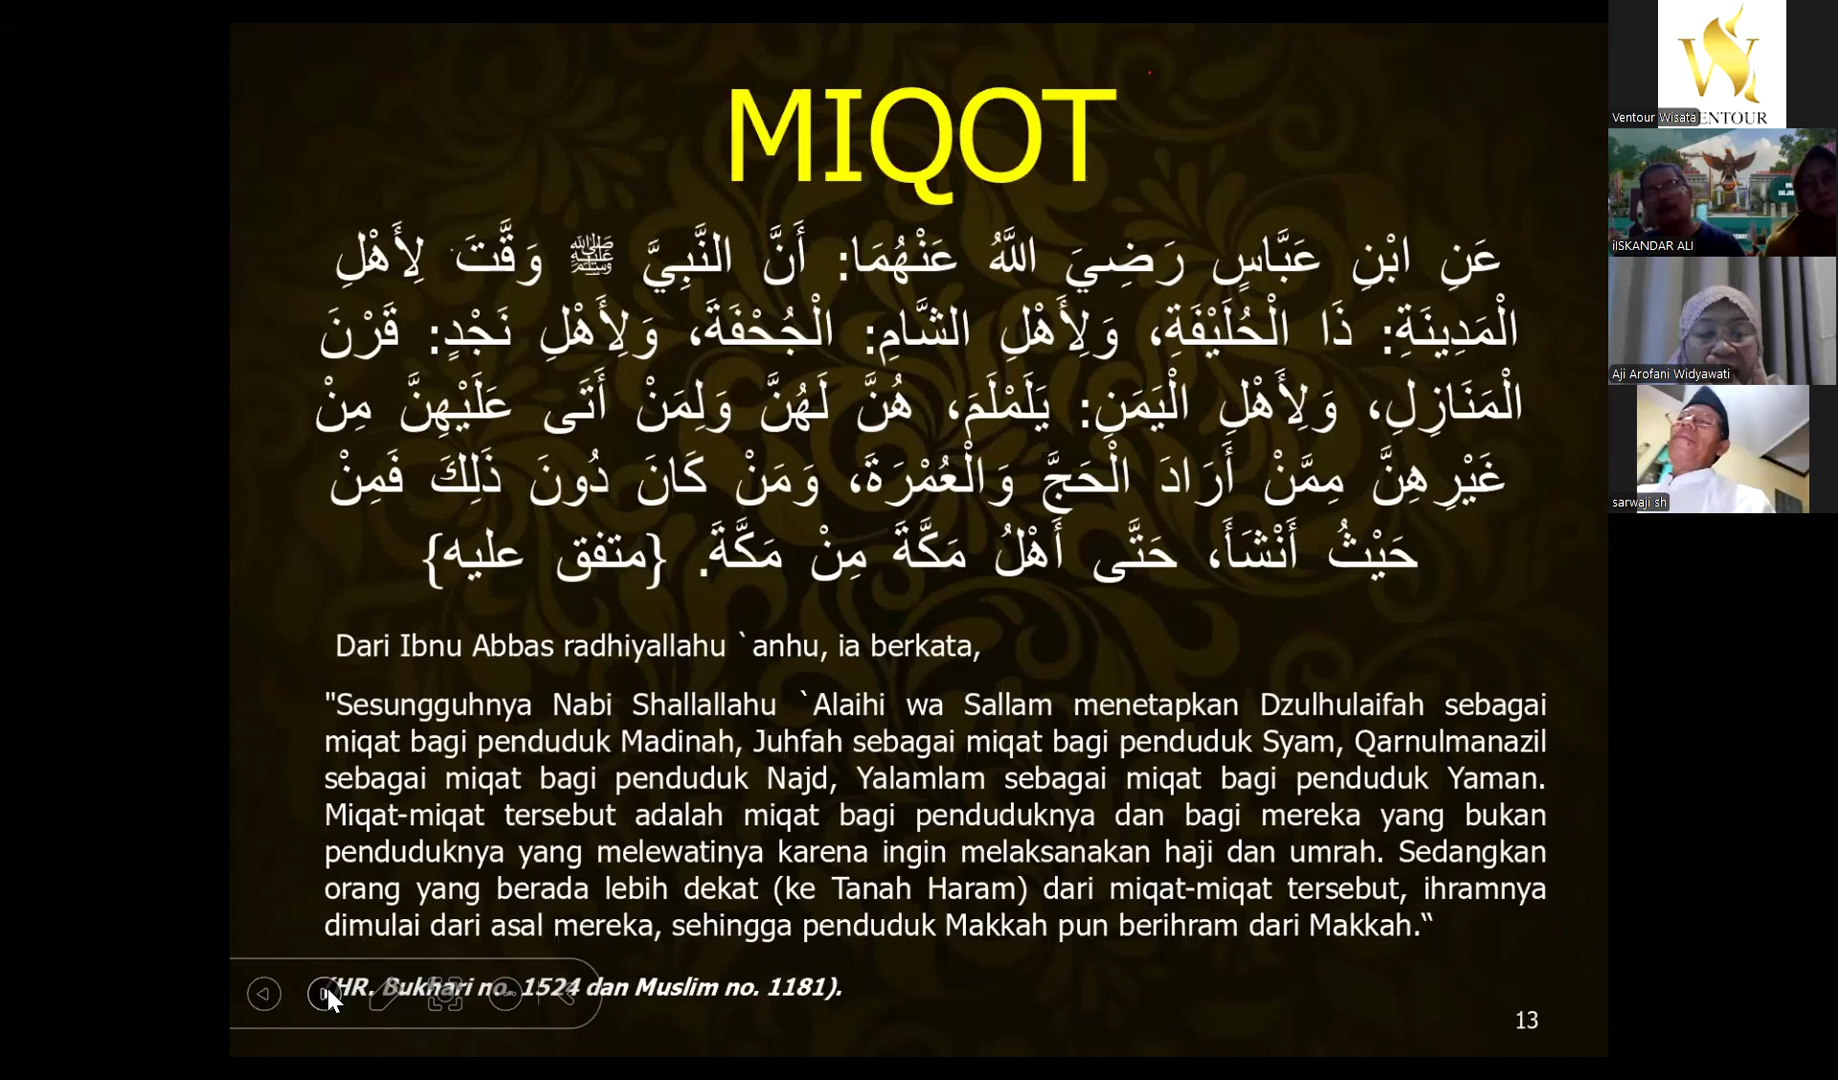 MIQOT
عَنِ ابْنِ عَبَّاسٍ رَضِيَ اللَّهُ عَنْهُمَا: أَنَّ النَّبِيَّ ﷺ وَقَّتَ لِأَهْلِ
الْمَدِينَةِ: ذَا الْحُلَيْفَةِ، وَلِأَهْلِ الشَّامِ: الْجُحْفَةَ، وَلِأَهْلِ نَجْدٍ: قَرْنَ
الْمَنَازِلِ، وَلِأَهْلِ الْيَمَنِ: يَلَمْلَمَ، هُنَّ لَهُنَّ وَلِمَنْ أَتَى عَلَيْهِنَّ مِنْ
غَيْرِهِنَّ مِمَّنْ أَرَادَ الْحَجَّ وَالْعُمْرَةَ، وَمَنْ كَانَ دُونَ ذَلِكَ فَمِنْ
حَيْثُ أَنْشَأَ، حَتَّى أَهْلُ مَكَّةَ مِنْ مَكَّةَ. {متفق عليه}
Dari Ibnu Abbas radhiyallahu `anhu, ia berkata,
"Sesungguhnya Nabi Shallallahu `Alaihi wa Sallam menetapkan Dzulhulaifah sebagai
miqat bagi penduduk Madinah, Juhfah sebagai miqat bagi penduduk Syam, Qarnulmanazil
sebagai miqat bagi penduduk Najd, Yalamlam sebagai miqat bagi penduduk Yaman.
Miqat-miqat tersebut adalah miqat bagi penduduknya dan bagi mereka yang bukan
penduduknya yang melewatinya karena ingin melaksanakan haji dan umrah. Sedangkan
orang yang berada lebih dekat (ke Tanah Haram) dari miqat-miqat tersebut, ihramnya
dimulai dari asal mereka, sehingga penduduk Makkah pun berihram dari Makkah.“
(HR. Bukhari no. 1524 dan Muslim no. 1181).
13
Ventour Wisata
VENTOUR
iISKANDAR ALI
Aji Arofani Widyawati
sarwaji sh